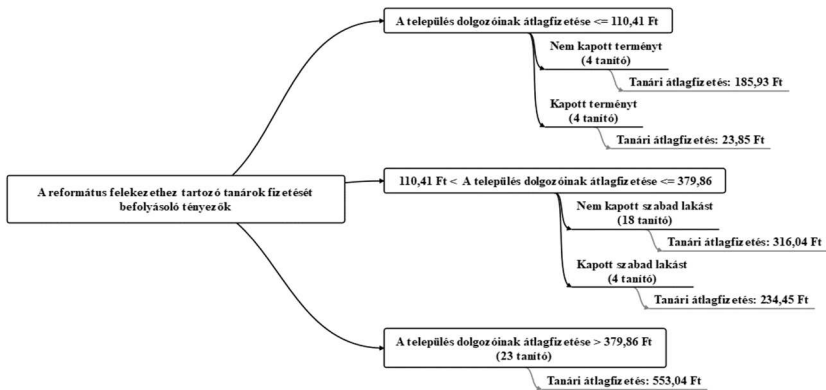 A település dolgozóinak átlagfizetése <= 110,41 Ft
Nem kapott terményt
(4 tanító)
Tanári átlagfizetés: 185,93 Ft
Kapott terményt
(4 tanító)
Tanári átlagfizetés: 23,85 Ft
A református felekezethez tartozó tanárok fizetését
befolyásoló tényezők
110,41 Ft < A település dolgozóinak átlagfizetése <= 379,86
Nem kapott szabad lakást
(18 tanító)
Tanári átlagfizetés: 316,04 Ft
Kapott szabad lakást
(4 tanító)
Tanári átlagfizetés: 234,45 Ft
A település dolgozóinak átlagfizetése > 379,86 Ft
(23 tanító)
Tanári átlagfizetés: 553,04 Ft